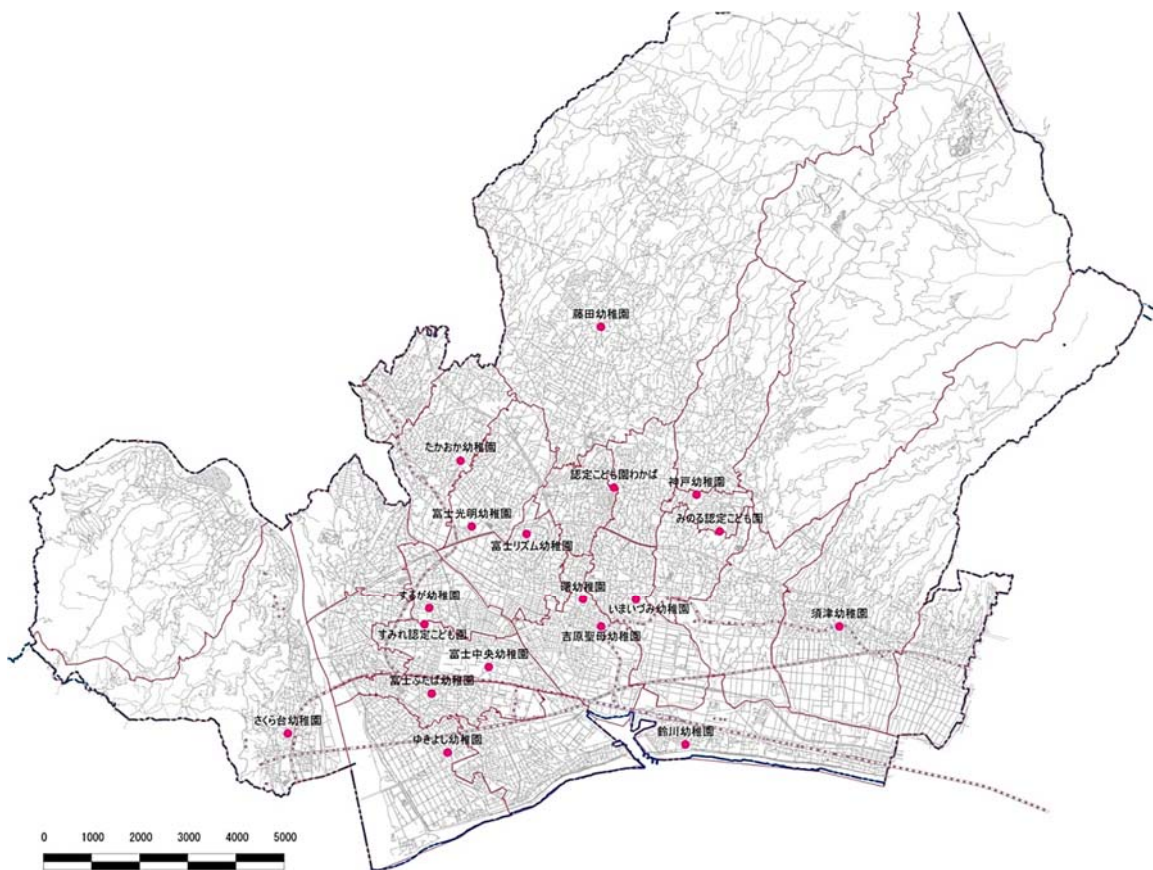 藤田幼稚園
たかおか幼稚園
認定こども園わかば
神戸幼稚園
富士光明幼稚園
みのる認定こども園
富士リズム幼稚園
曙幼稚園
するが幼稚園
いまいづみ幼稚園
須津幼稚園
すみれ認定こども園
吉原聖母幼稚園
富士中央幼稚園
富士ふたば幼稚園
さくら台幼稚園
ゆきよし幼稚園
鈴川幼稚園
0 1000 2000 3000 4000 5000